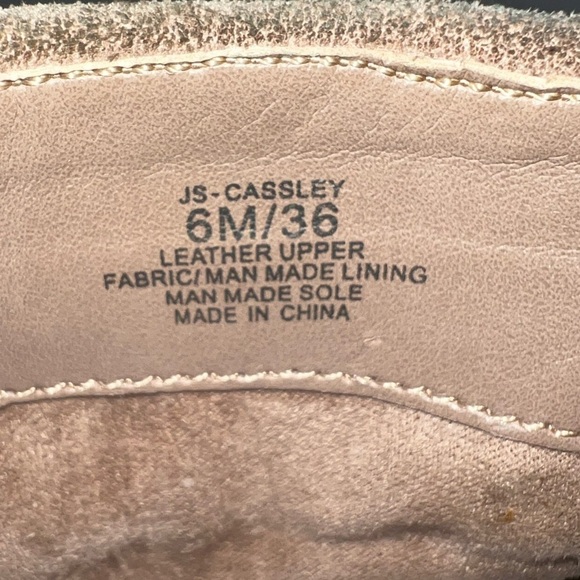 JS-CASSLEY
6M/36
LEATHER UPPER
FABRIC/MAN MADE LINING
MAN MADE SOLE
MADE IN CHINA